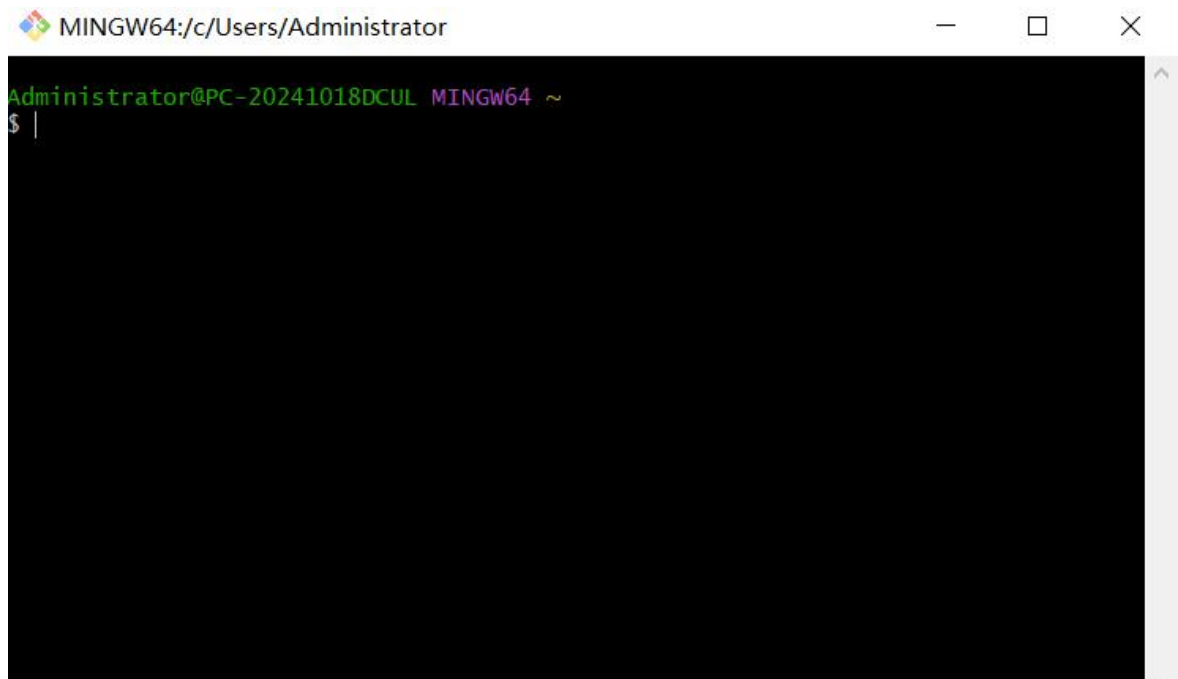 MINGW64:/c/Users/Administrator
Administrator@PC-20241018DCUL MINGW64 ~
$